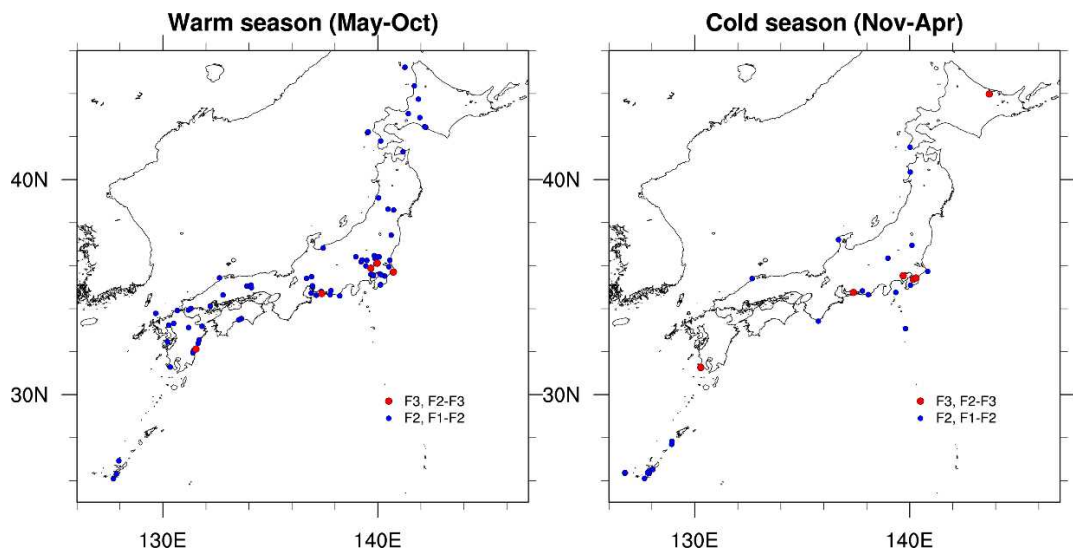 Warm season (May-Oct)
40N
30N
F3, F2-F3
F2, F1-F2
130E
140E
Cold season (Nov-Apr)
40N
30N
F3, F2-F3
F2, F1-F2
130E
140E